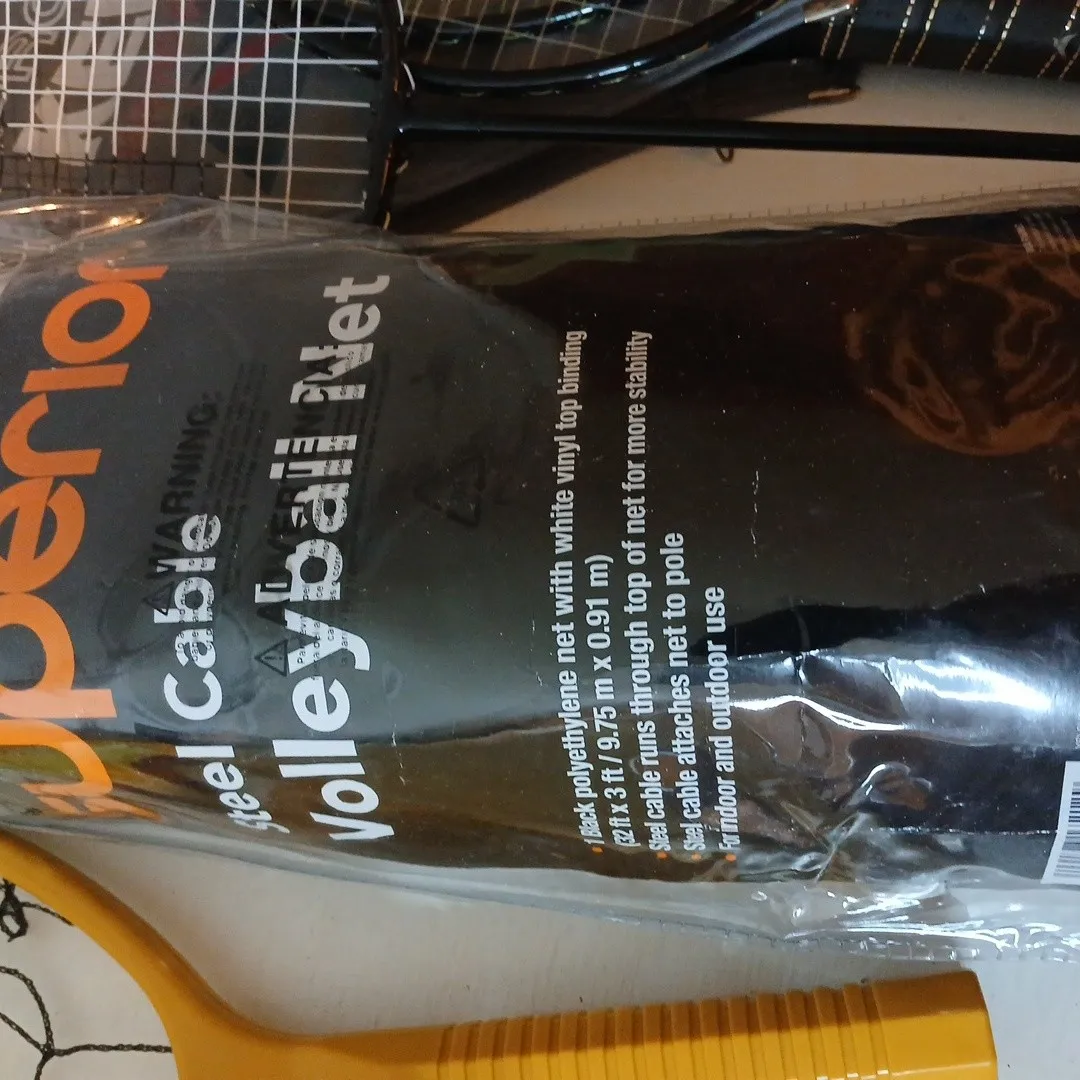 superior
Steel Cable
Volleyball Net
WARNING:
• 1 Black polyethylene net with white vinyl top binding
(32 ft x 3 ft / 9.75 m x 0.91 m)
• Steel cable runs through top of net for more stability
• Steel cable attaches net to pole
• For indoor and outdoor use